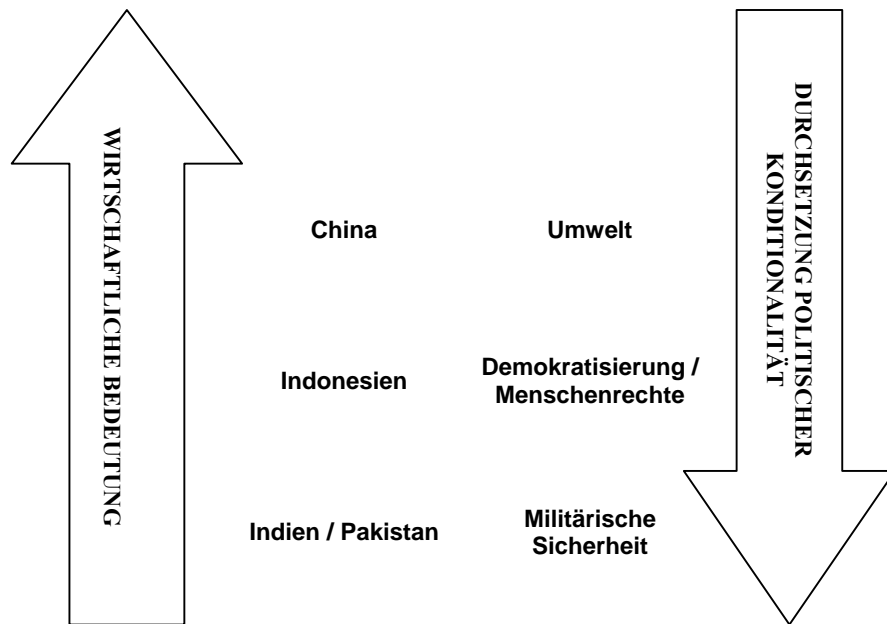 WIRTSCHAFTLICHE BEDEUTUNG
China
Umwelt
Indonesien
Demokratisierung /
Menschenrechte
Indien / Pakistan
Militärische
Sicherheit
DURCHSETZUNG POLITISCHER
KONDITIONALITÄT